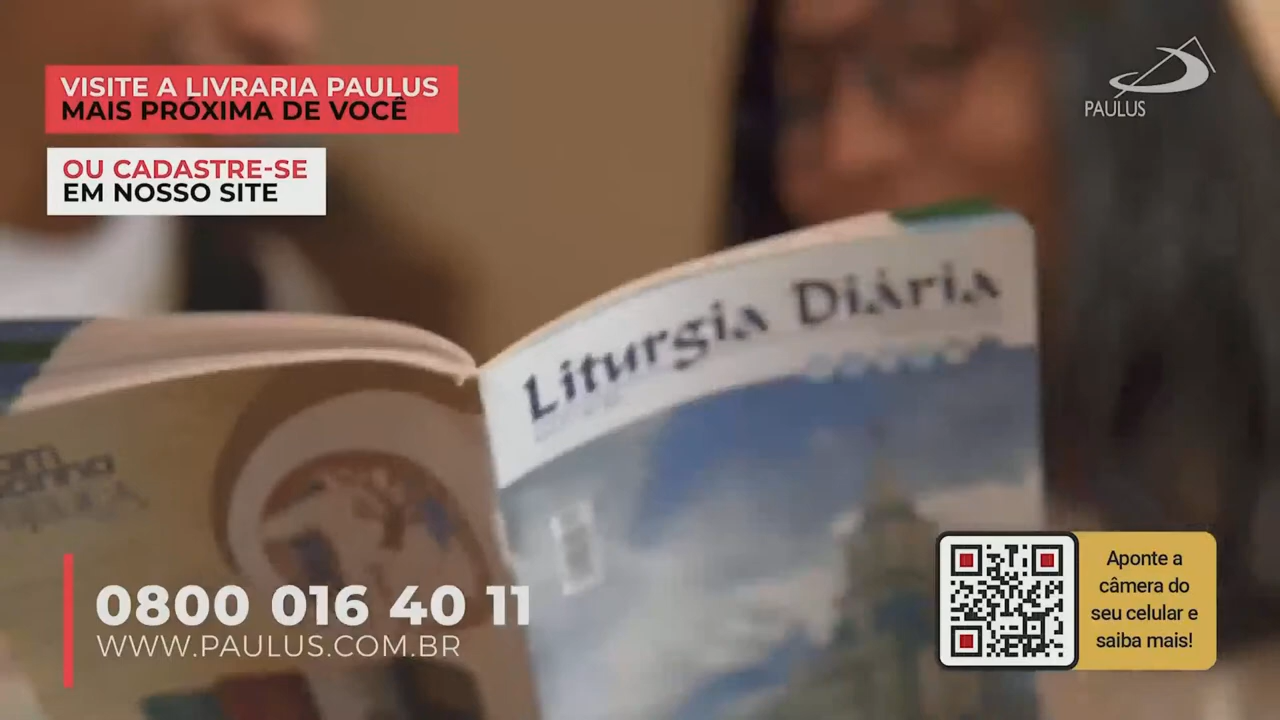 VISITE A LIVRARIA PAULUS
MAIS PRÓXIMA DE VOCÊ
PAULUS
OU CADASTRE-SE
EM NOSSO SITE
Liturgia Diária
0800 016 40 11
WWW.PAULUS.COM.BR
Aponte a
câmera do
seu celular e
saiba mais!